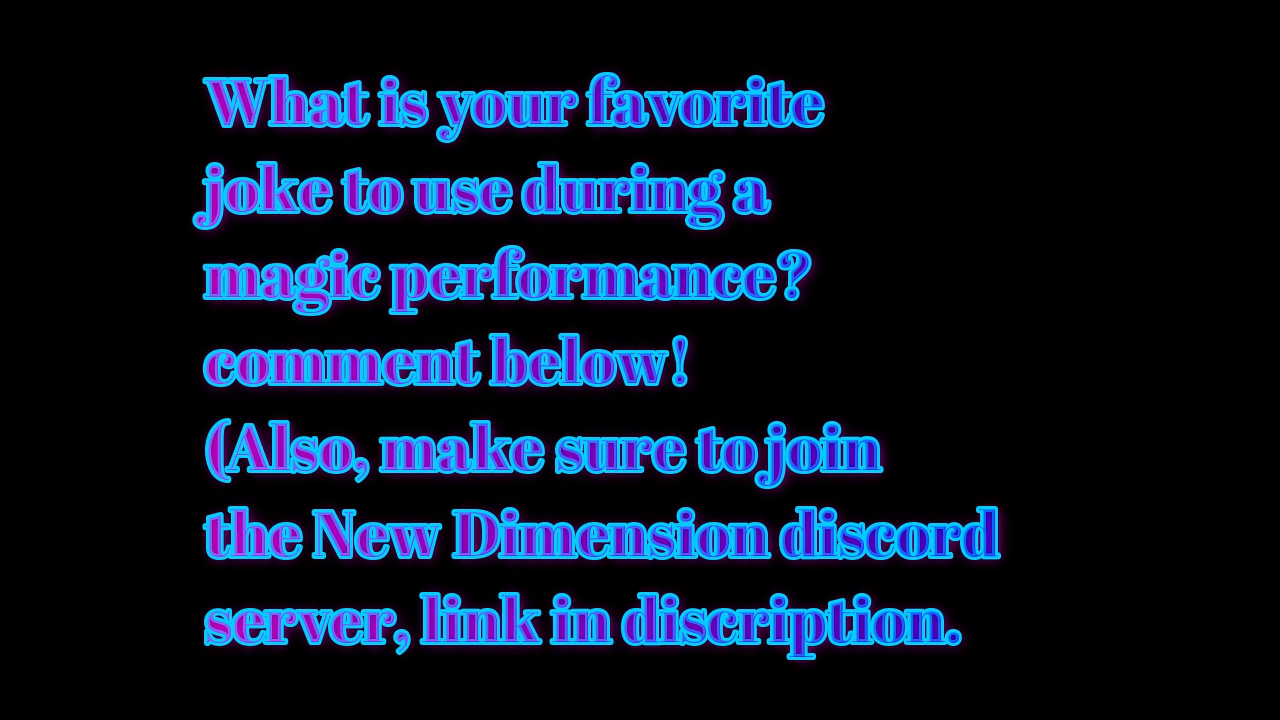 What is your favorite
joke to use during a
magic performance?
comment below!
(Also, make sure to join
the New Dimension discord
server, link in discription.